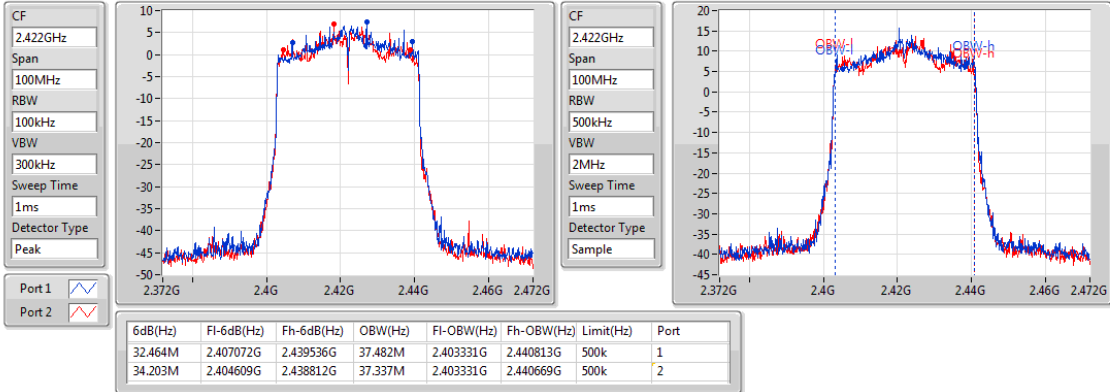 CF
2.422GHz
Span
100MHz
RBW
100kHz
VBW
300kHz
Sweep Time
1ms
Detector Type
Peak
Port 1
Port 2
10
5
0
-5
-10
-15
-20
-25
-30
-35
-40
-45
-50
2.372G 2.4G 2.42G 2.44G 2.46G 2.472G
CF
2.422GHz
Span
100MHz
RBW
500kHz
VBW
2MHz
Sweep Time
1ms
Detector Type
Sample
20
15
10
5
0
-5
-10
-15
-20
-25
-30
-35
-40
-45
OBW-l OBW-h
OBW-l OBW-h
2.372G 2.4G 2.42G 2.44G 2.46G 2.472G
6dB(Hz) Fl-6dB(Hz) Fh-6dB(Hz) OBW(Hz) Fl-OBW(Hz) Fh-OBW(Hz) Limit(Hz) Port
32.464M 2.407072G 2.439536G 37.482M 2.403331G 2.440813G 500k 1
34.203M 2.404609G 2.438812G 37.337M 2.403331G 2.440669G 500k 2